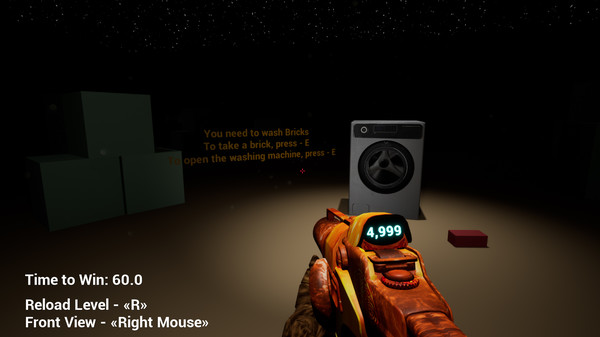 You need to wash Bricks
To take a brick, press - E
open the washing machine, press - E
4,999
Time to Win: 60.0
Reload Level - «R»
Front View - «Right Mouse»